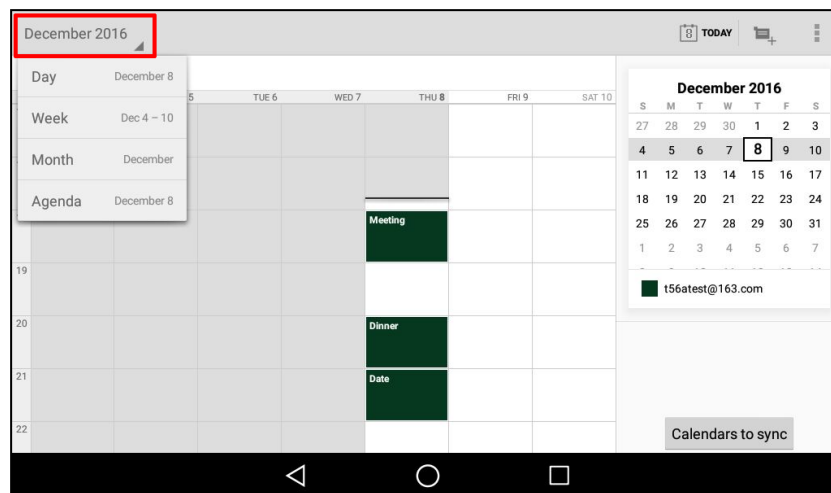 December 2016
8 TODAY
Day December 8
Week Dec 4 – 10
Month December
Agenda December 8
5 TUE 6 WED 7 THU 8 FRI 9 SAT 10
Meeting
19
20
Dinner
21
Date
22
December 2016
S M T W T F S
27 28 29 30 1 2 3
4 5 6 7 8 9 10
11 12 13 14 15 16 17
18 19 20 21 22 23 24
25 26 27 28 29 30 31
1 2 3 4 5 6 7
t56atest@163.com
Calendars to sync